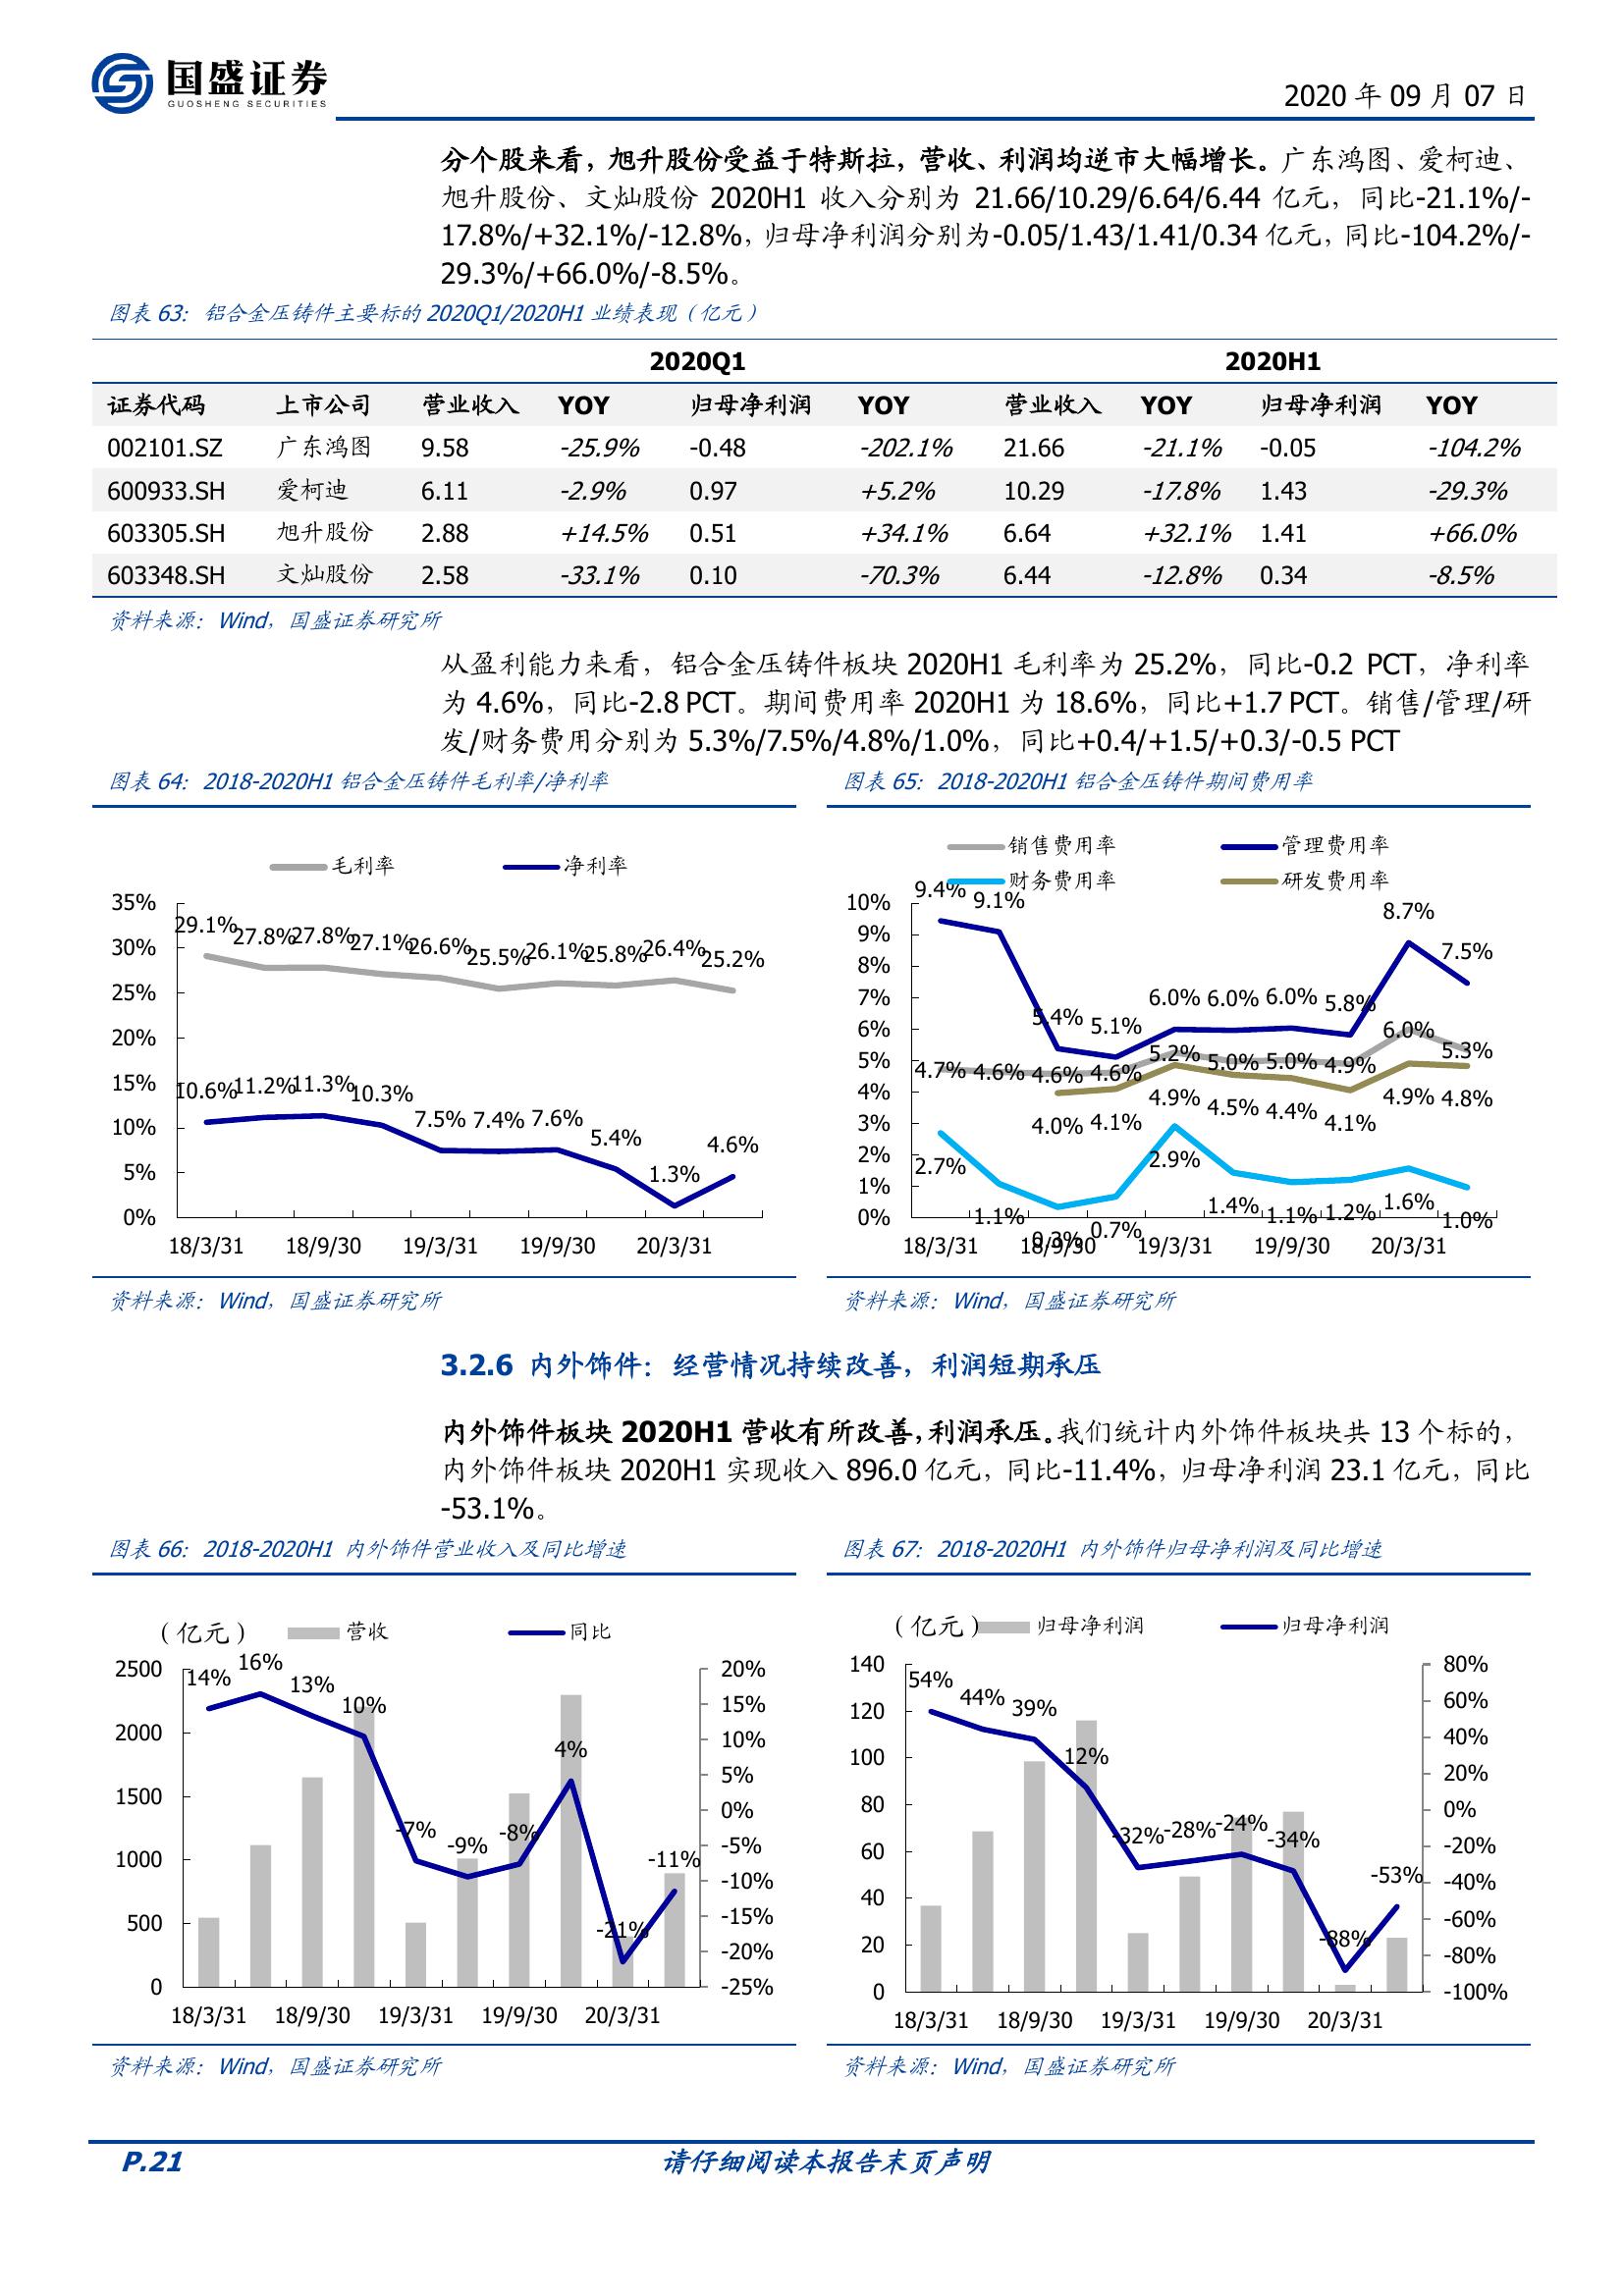 国盛证券
GUOSHENG SECURITIES
2020 年 09 月 07 日
分个股来看，旭升股份受益于特斯拉，营收、利润均逆市大幅增长。广东鸿图、爱柯迪、
旭升股份、文灿股份 2020H1 收入分别为 21.66/10.29/6.64/6.44 亿元，同比-21.1%/-
17.8%/+32.1%/-12.8%，归母净利润分别为-0.05/1.43/1.41/0.34 亿元，同比-104.2%/-
29.3%/+66.0%/-8.5%。
图表 63：铝合金压铸件主要标的 2020Q1/2020H1 业绩表现（亿元）
2020Q1 2020H1
证券代码 上市公司 营业收入 YOY 归母净利润 YOY 营业收入 YOY 归母净利润 YOY
002101.SZ 广东鸿图 9.58 -25.9% -0.48 -202.1% 21.66 -21.1% -0.05 -104.2%
600933.SH 爱柯迪 6.11 -2.9% 0.97 +5.2% 10.29 -17.8% 1.43 -29.3%
603305.SH 旭升股份 2.88 +14.5% 0.51 +34.1% 6.64 +32.1% 1.41 +66.0%
603348.SH 文灿股份 2.58 -33.1% 0.10 -70.3% 6.44 -12.8% 0.34 -8.5%
资料来源：Wind，国盛证券研究所
从盈利能力来看，铝合金压铸件板块 2020H1 毛利率为 25.2%，同比-0.2 PCT，净利率
为 4.6%，同比-2.8 PCT。期间费用率 2020H1 为 18.6%，同比+1.7 PCT。销售/管理/研
发/财务费用分别为 5.3%/7.5%/4.8%/1.0%，同比+0.4/+1.5/+0.3/-0.5 PCT
图表 64：2018-2020H1 铝合金压铸件毛利率/净利率
毛利率 净利率
35%
30%
25%
20%
15%
10%
5%
0%
29.1% 27.8% 27.8% 27.1% 26.6% 25.5% 26.1% 25.8% 26.4% 25.2%
10.6% 11.2% 11.3% 10.3% 7.5% 7.4% 7.6% 5.4% 1.3% 4.6%
18/3/31 18/9/30 19/3/31 19/9/30 20/3/31
资料来源：Wind，国盛证券研究所
图表 65：2018-2020H1 铝合金压铸件期间费用率
销售费用率 管理费用率
财务费用率 研发费用率
10%
9%
8%
7%
6%
5%
4%
3%
2%
1%
0%
9.4% 9.1% 5.4% 5.1% 6.0% 6.0% 6.0% 5.8% 8.7% 7.5%
4.7% 4.6% 4.6% 4.6% 5.2% 5.0% 5.0% 4.9% 6.0% 5.3%
4.0% 4.1% 4.9% 4.5% 4.4% 4.1% 4.9% 4.8%
2.7% 1.1% 0.3% 0.7% 2.9% 1.4% 1.1% 1.2% 1.6% 1.0%
18/3/31 18/9/30 19/3/31 19/9/30 20/3/31
资料来源：Wind，国盛证券研究所
3.2.6 内外饰件：经营情况持续改善，利润短期承压
内外饰件板块 2020H1 营收有所改善，利润承压。我们统计内外饰件板块共 13 个标的，
内外饰件板块 2020H1 实现收入 896.0 亿元，同比-11.4%，归母净利润 23.1 亿元，同比
-53.1%。
图表 66：2018-2020H1 内外饰件营业收入及同比增速
（亿元） 营收 同比
2500
2000
1500
1000
500
0
14% 16% 13% 10% -7% -9% -8% 4% -21% -11%
20%
15%
10%
5%
0%
-5%
-10%
-15%
-20%
-25%
18/3/31 18/9/30 19/3/31 19/9/30 20/3/31
资料来源：Wind，国盛证券研究所
图表 67：2018-2020H1 内外饰件归母净利润及同比增速
（亿元） 归母净利润 归母净利润
140
120
100
80
60
40
20
0
54% 44% 39% 12% -32% -28% -24% -34% -88% -53%
80%
60%
40%
20%
0%
-20%
-40%
-60%
-80%
-100%
18/3/31 18/9/30 19/3/31 19/9/30 20/3/31
资料来源：Wind，国盛证券研究所
P.21 请仔细阅读本报告末页声明